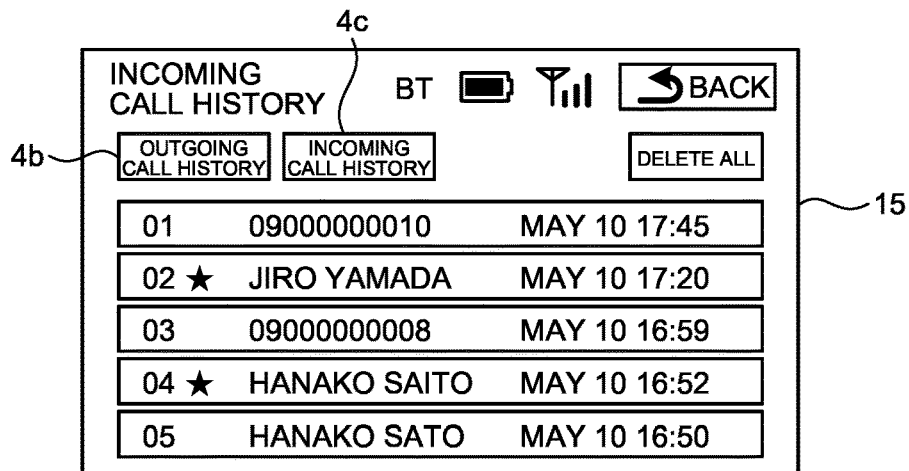 4c
INCOMING
CALL HISTORY
BT
BACK
4b
OUTGOING
CALL HISTORY
INCOMING
CALL HISTORY
DELETE ALL
15
01 09000000010 MAY 10 17:45
02 ★ JIRO YAMADA MAY 10 17:20
03 09000000008 MAY 10 16:59
04 ★ HANAKO SAITO MAY 10 16:52
05 HANAKO SATO MAY 10 16:50